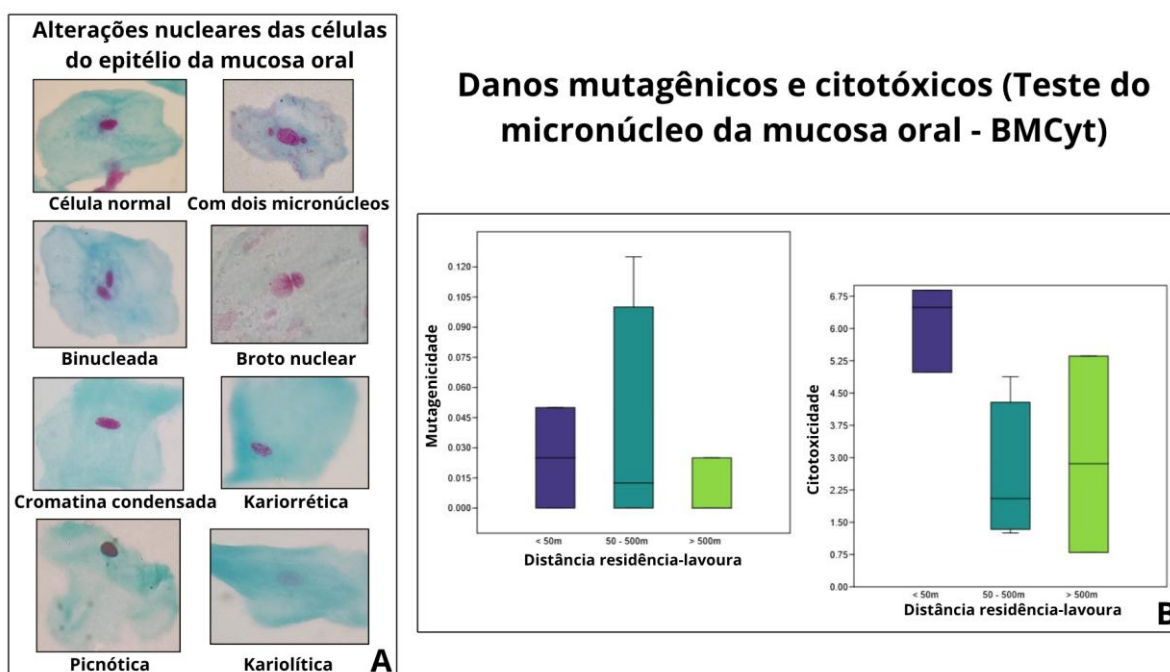 Alterações nucleares das células
do epitélio da mucosa oral
Célula normal
Com dois micronúcleos
Binucleada
Broto nuclear
Cromatina condensada
Kariorrética
Picnótica
Kariolítica
A
Danos mutagênicos e citotóxicos (Teste do
micronúcleo da mucosa oral - BMCyt)
Mutagenicidade
0.120
0.105
0.090
0.075
0.060
0.045
0.030
0.015
0.000
< 50m
50 - 500m
> 500m
Distância residência-lavoura
Citotoxicidade
6.75
6.00
5.25
4.50
3.75
3.00
2.25
1.50
0.75
0.00
< 50m
50 - 500m
> 500m
Distância residência-lavoura
B